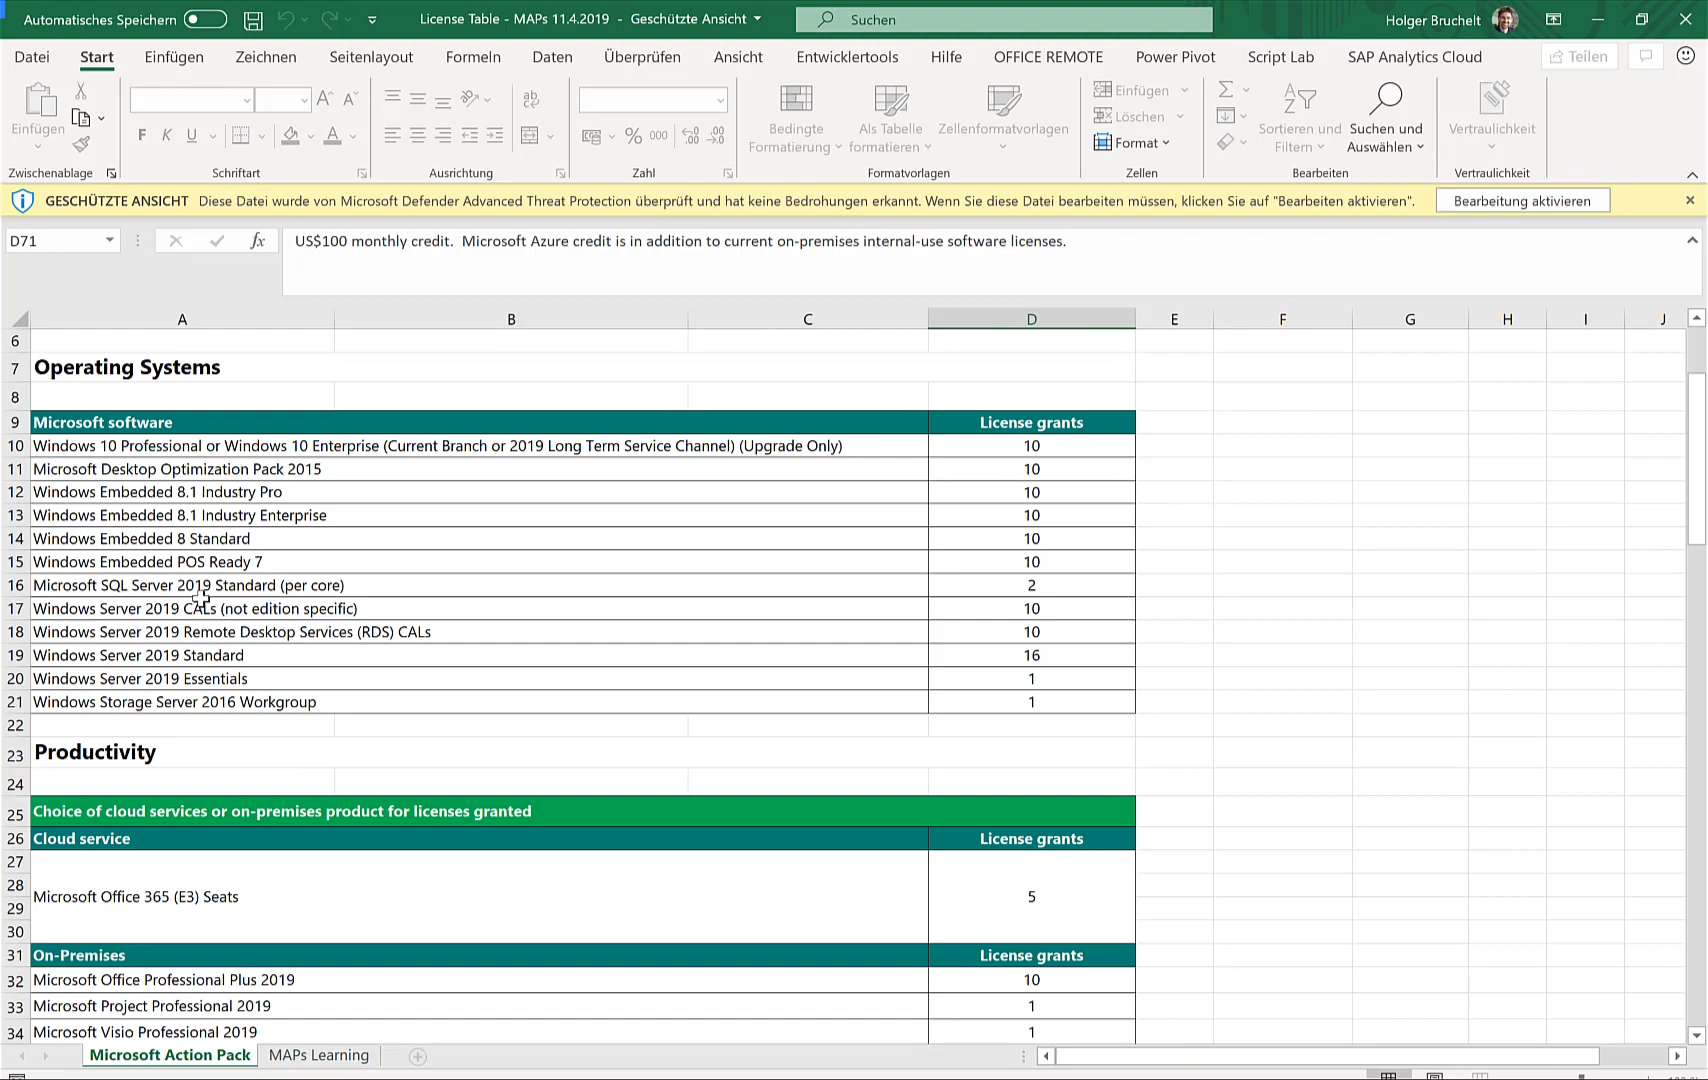 Automatisches Speichern
License Table - MAPs 11.4.2019 - Geschützte Ansicht
Suchen
Holger Bruchelt
Datei Start Einfügen Zeichnen Seitenlayout Formeln Daten Überprüfen Ansicht Entwicklertools Hilfe OFFICE REMOTE Power Pivot Script Lab SAP Analytics Cloud Teilen
Einfügen
F K U
A A
A
ab
% 000
Bedingte Formatierung
Als Tabelle formatieren
Zellenformatvorlagen
Einfügen
Löschen
Format
Sortieren und Filtern
Suchen und Auswählen
Vertraulichkeit
Zwischenablage Schriftart Ausrichtung Zahl Formatvorlagen Zellen Bearbeiten Vertraulichkeit
GESCHÜTZTE ANSICHT Diese Datei wurde von Microsoft Defender Advanced Threat Protection überprüft und hat keine Bedrohungen erkannt. Wenn Sie diese Datei bearbeiten müssen, klicken Sie auf "Bearbeiten aktivieren". Bearbeitung aktivieren
D71 fx US$100 monthly credit.  Microsoft Azure credit is in addition to current on-premises internal-use software licenses.
A B C D E F G H I J
6
7 Operating Systems
8
9 Microsoft software License grants
10 Windows 10 Professional or Windows 10 Enterprise (Current Branch or 2019 Long Term Service Channel) (Upgrade Only) 10
11 Microsoft Desktop Optimization Pack 2015 10
12 Windows Embedded 8.1 Industry Pro 10
13 Windows Embedded 8.1 Industry Enterprise 10
14 Windows Embedded 8 Standard 10
15 Windows Embedded POS Ready 7 10
16 Microsoft SQL Server 2019 Standard (per core) 2
17 Windows Server 2019 CALs (not edition specific) 10
18 Windows Server 2019 Remote Desktop Services (RDS) CALs 10
19 Windows Server 2019 Standard 16
20 Windows Server 2019 Essentials 1
21 Windows Storage Server 2016 Workgroup 1
22
23 Productivity
24
25 Choice of cloud services or on-premises product for licenses granted
26 Cloud service License grants
27
28
Microsoft Office 365 (E3) Seats 5
29
30
31 On-Premises License grants
32 Microsoft Office Professional Plus 2019 10
33 Microsoft Project Professional 2019 1
34 Microsoft Visio Professional 2019 1
Microsoft Action Pack MAPs Learning